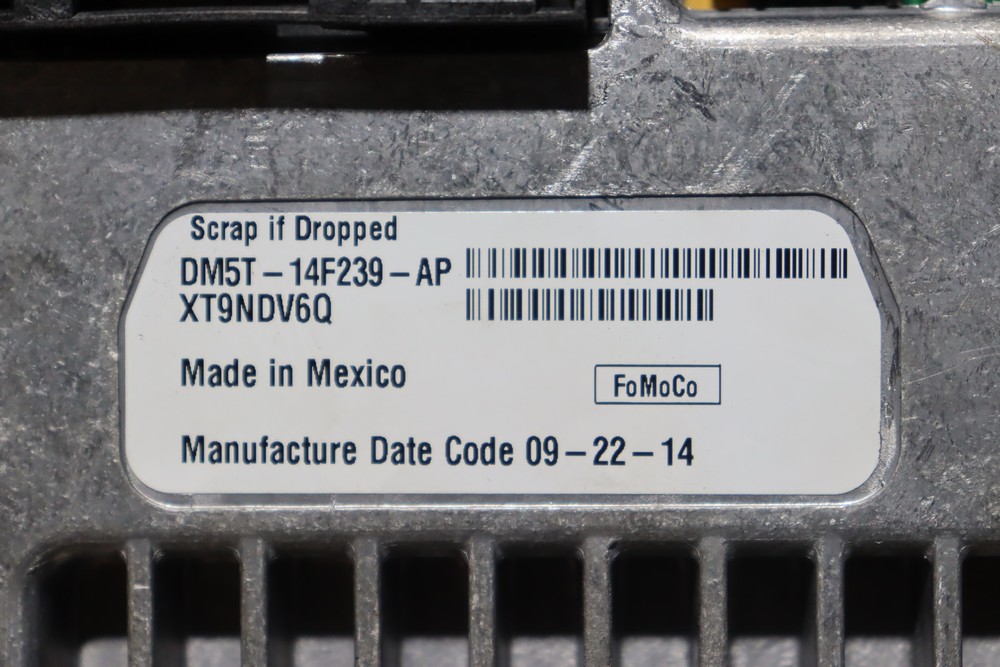 Scrap if Dropped
DM5T-14F239-AP
XT9NDV6Q
Made in Mexico
FoMoCo
Manufacture Date Code 09-22-14